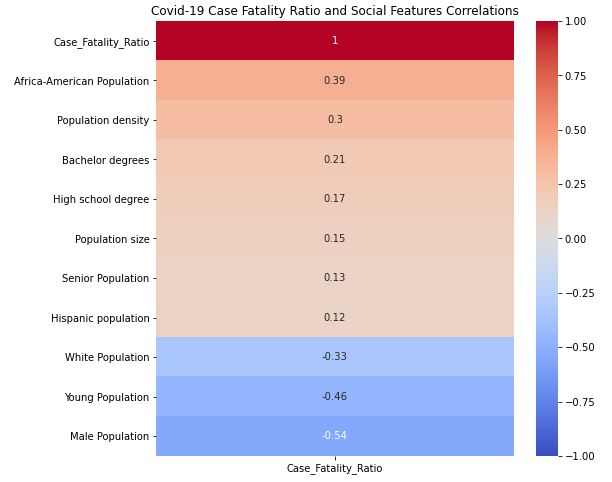 Covid-19 Case Fatality Ratio and Social Features Correlations
Case_Fatality_Ratio 1
Africa-American Population 0.39
Population density 0.3
Bachelor degrees 0.21
High school degree 0.17
Population size 0.15
Senior Population 0.13
Hispanic population 0.12
White Population -0.33
Young Population -0.46
Male Population -0.54
Case_Fatality_Ratio
1.00
0.75
0.50
0.25
0.00
−0.25
−0.50
−0.75
−1.00